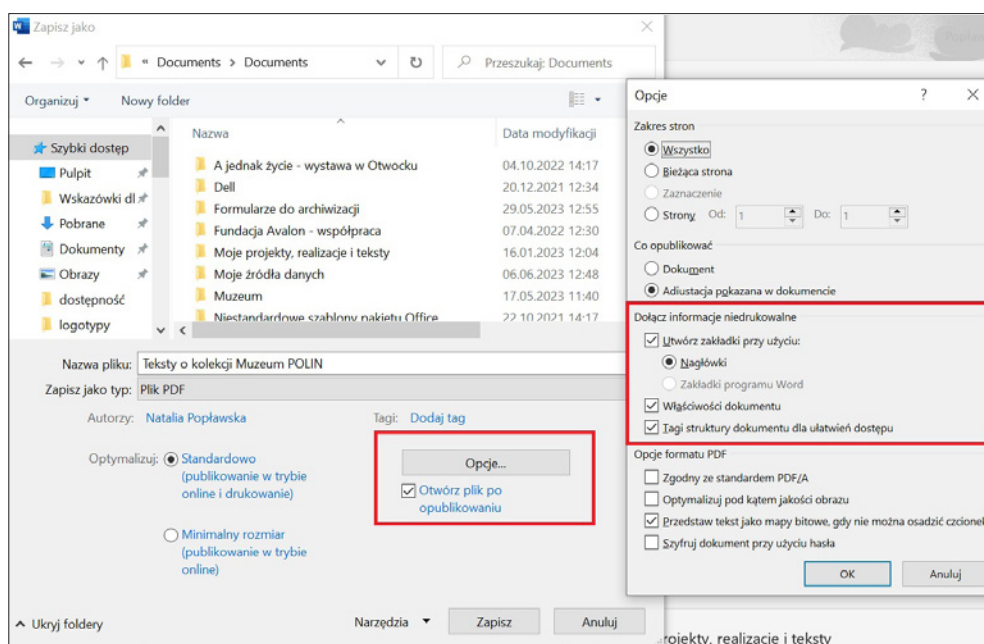 Zapisz jako
« Documents > Documents
Przeszukaj: Documents
Organizuj
Nowy folder
Szybki dostęp
Pulpit
Wskazówki dl
Pobrane
Dokumenty
Obrazy
dostępność
logotypy
Nazwa Data modyfikacji
A jednak życie - wystawa w Otwocku 04.10.2022 14:17
Dell 20.12.2021 12:34
Formularze do archiwizacji 29.05.2023 12:55
Fundacja Avalon - współpraca 07.04.2022 12:30
Moje projekty, realizacje i teksty 16.01.2023 12:04
Moje źródła danych 06.06.2023 12:48
Muzeum 17.05.2023 11:40
Niestandardowe szablony pakietu Office 22.10.2021 14:17
Nazwa pliku: Teksty o kolekcji Muzeum POLIN
Zapisz jako typ: Plik PDF
Autorzy: Natalia Popławska
Tagi: Dodaj tag
Optymalizuj: Standardowo
(publikowanie w trybie
online i drukowanie)
Minimalny rozmiar
(publikowanie w trybie
online)
Opcje...
Otwórz plik po
opublikowaniu
Ukryj foldery
Narzędzia
Zapisz
Anuluj
Opcje ?
Zakres stron
Wszystko
Bieżąca strona
Zaznaczenie
Strony Od: 1 Do: 1
Co opublikować
Dokument
Adiustacja pokazana w dokumencie
Dołącz informacje niedrukowalne
Utwórz zakładki przy użyciu:
Nagłówki
Zakładki programu Word
Właściwości dokumentu
Tagi struktury dokumentu dla ułatwień dostępu
Opcje formatu PDF
Zgodny ze standardem PDF/A
Optymalizuj pod kątem jakości obrazu
Przedstaw tekst jako mapy bitowe, gdy nie można osadzić czcionek
Szyfruj dokument przy użyciu hasła
OK
Anuluj
rojekty, realizacje i teksty